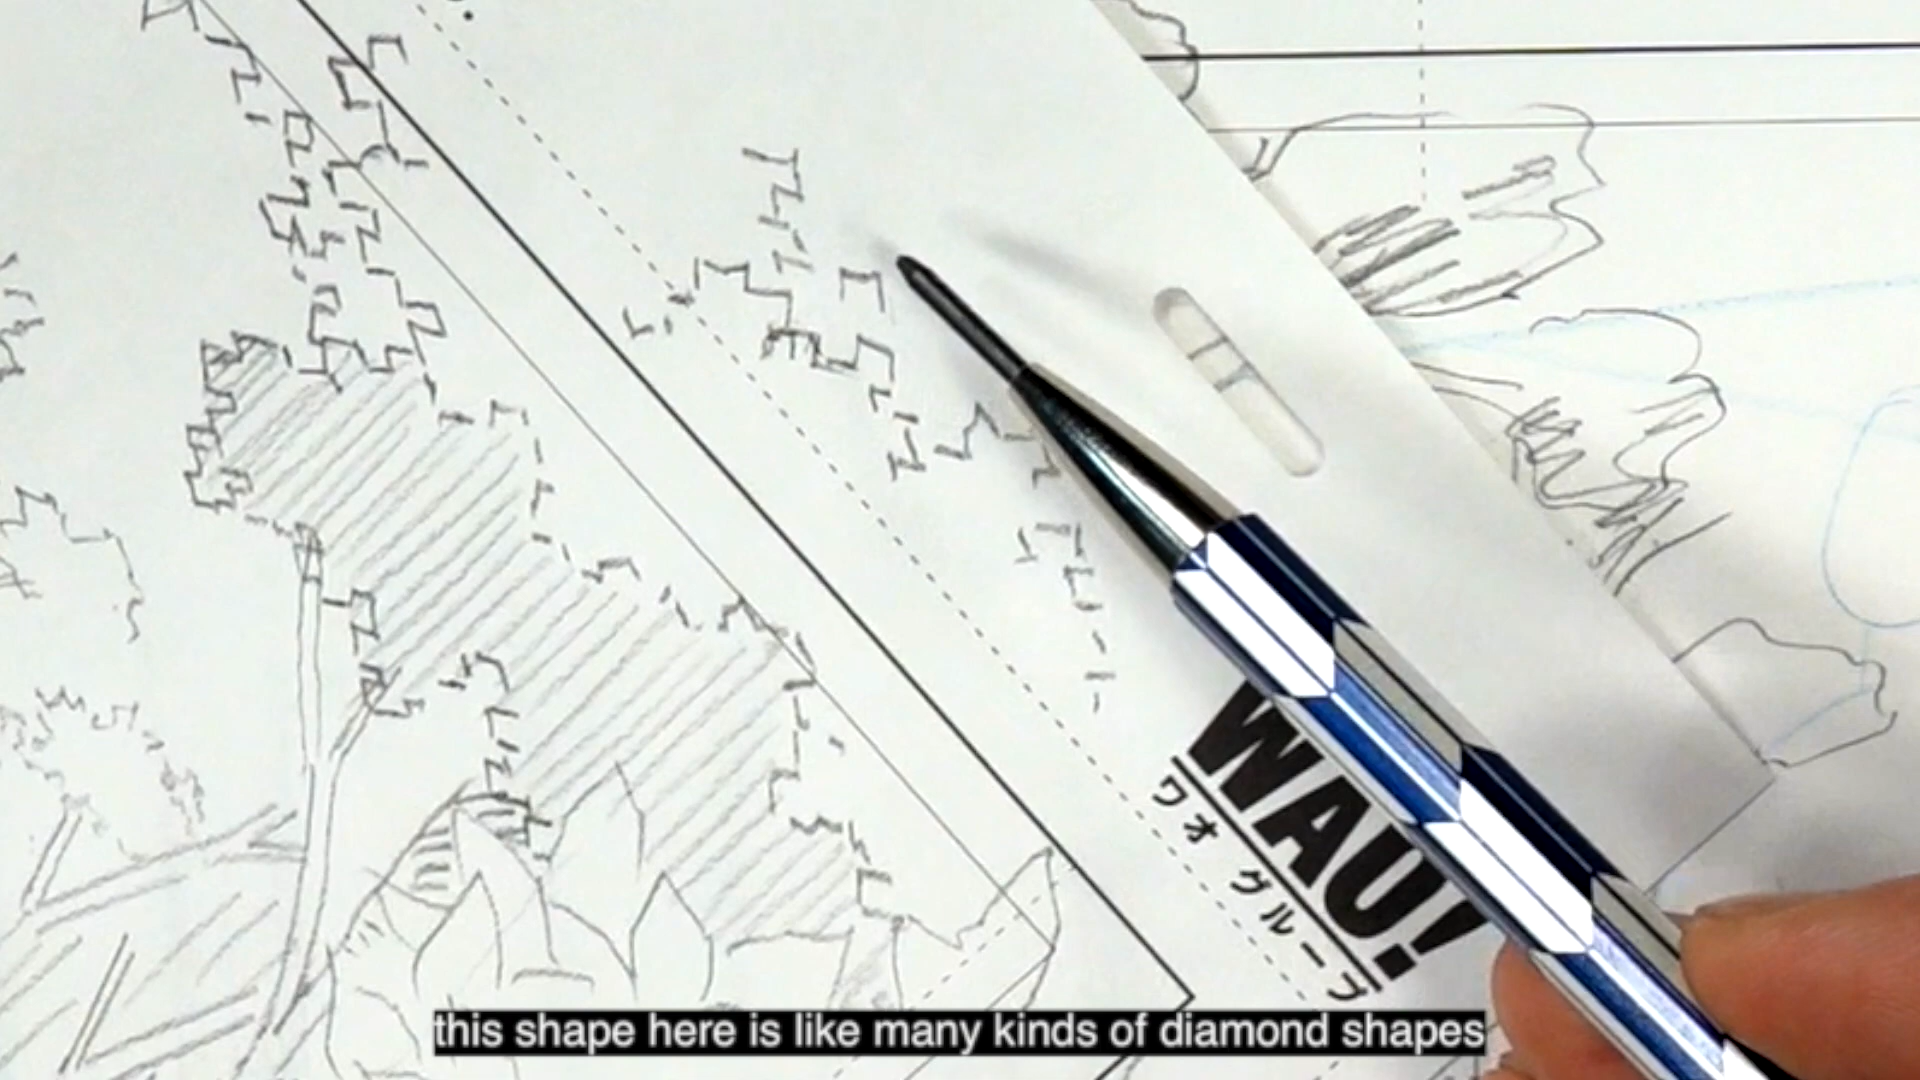 WAU!
ワオ グループ
this shape here is like many kinds of diamond shapes